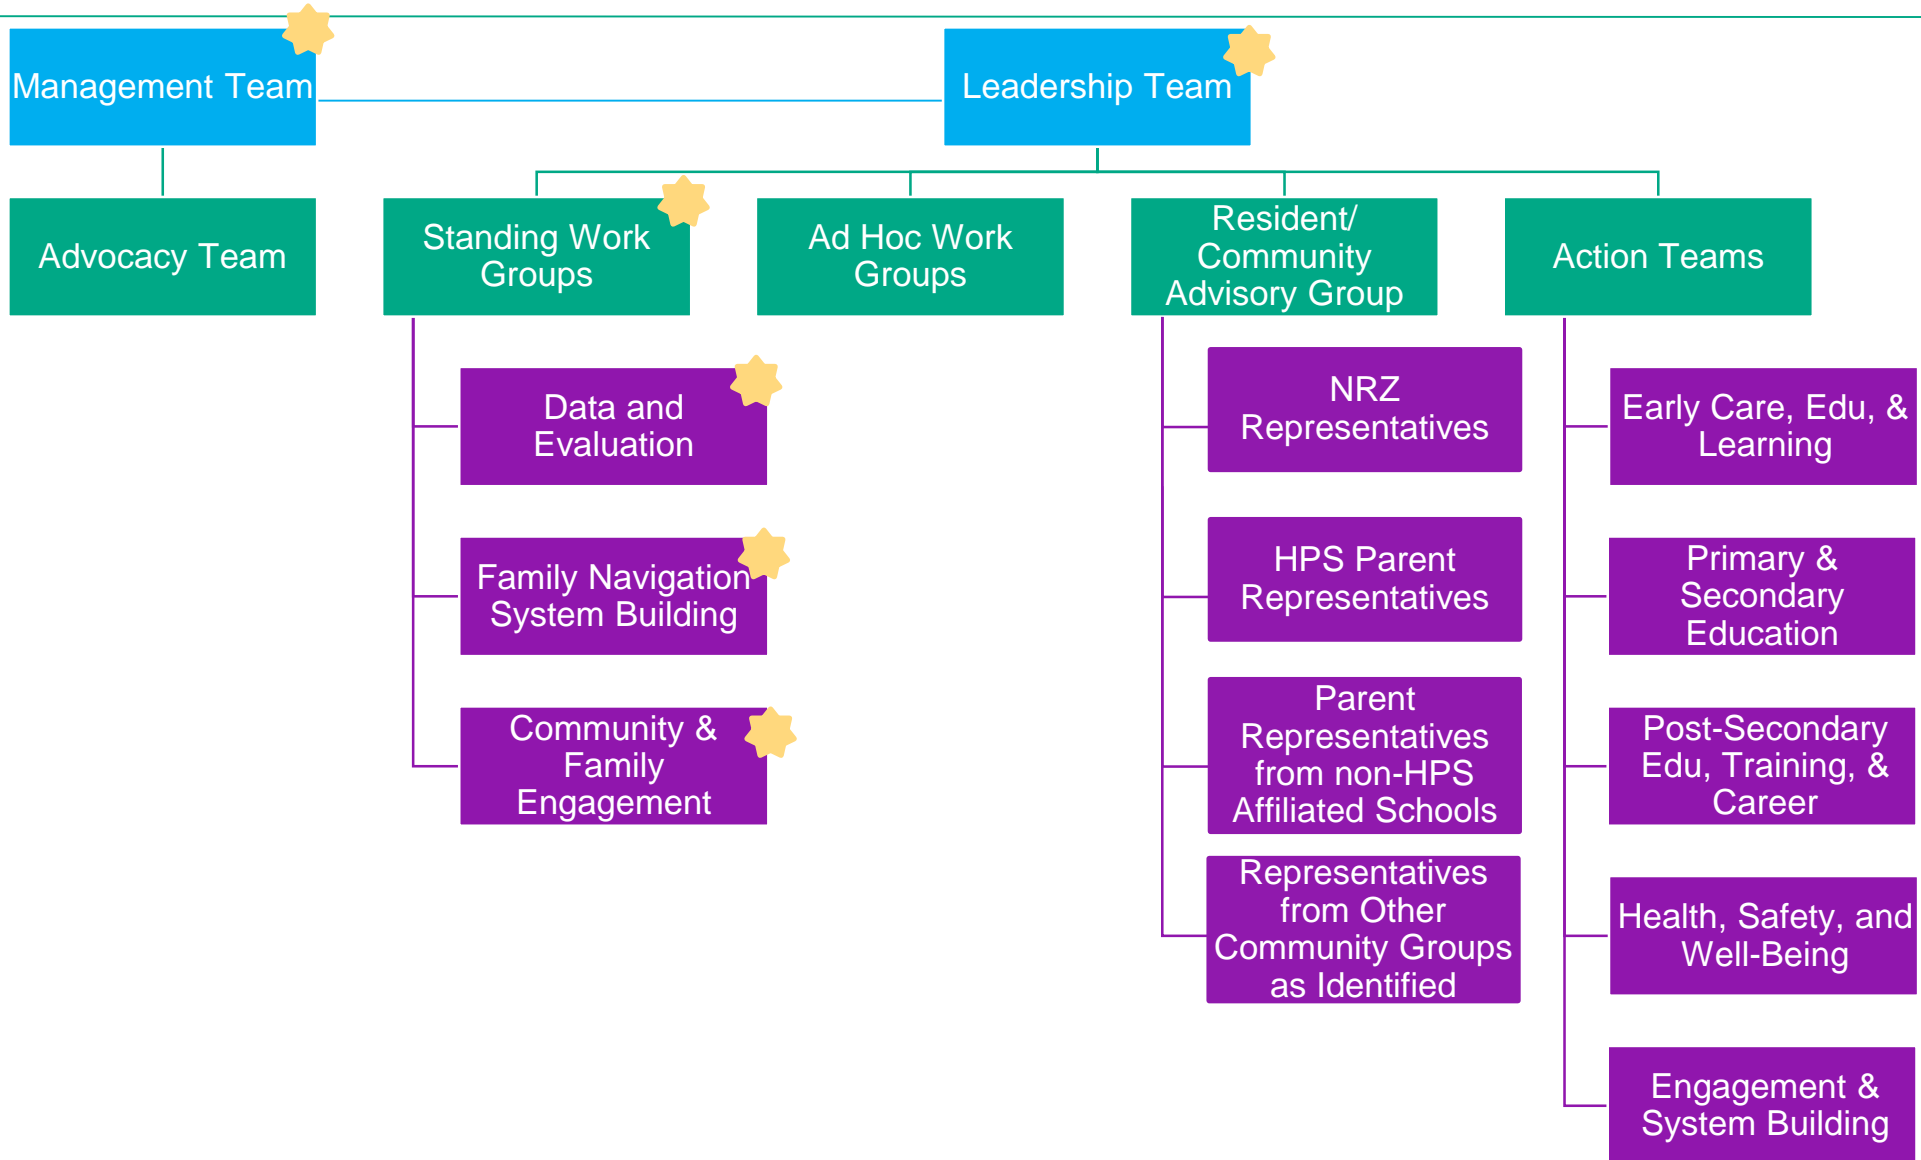 Management Team
Leadership Team
Advocacy Team
Standing Work
Groups
Ad Hoc Work
Groups
Resident/
Community
Advisory Group
Action Teams
Data and
Evaluation
Family Navigation
System Building
Community &
Family
Engagement
NRZ
Representatives
HPS Parent
Representatives
Parent
Representatives
from non-HPS
Affiliated Schools
Representatives
from Other
Community Groups
as Identified
Early Care, Edu, &
Learning
Primary &
Secondary
Education
Post-Secondary
Edu, Training, &
Career
Health, Safety, and
Well-Being
Engagement &
System Building